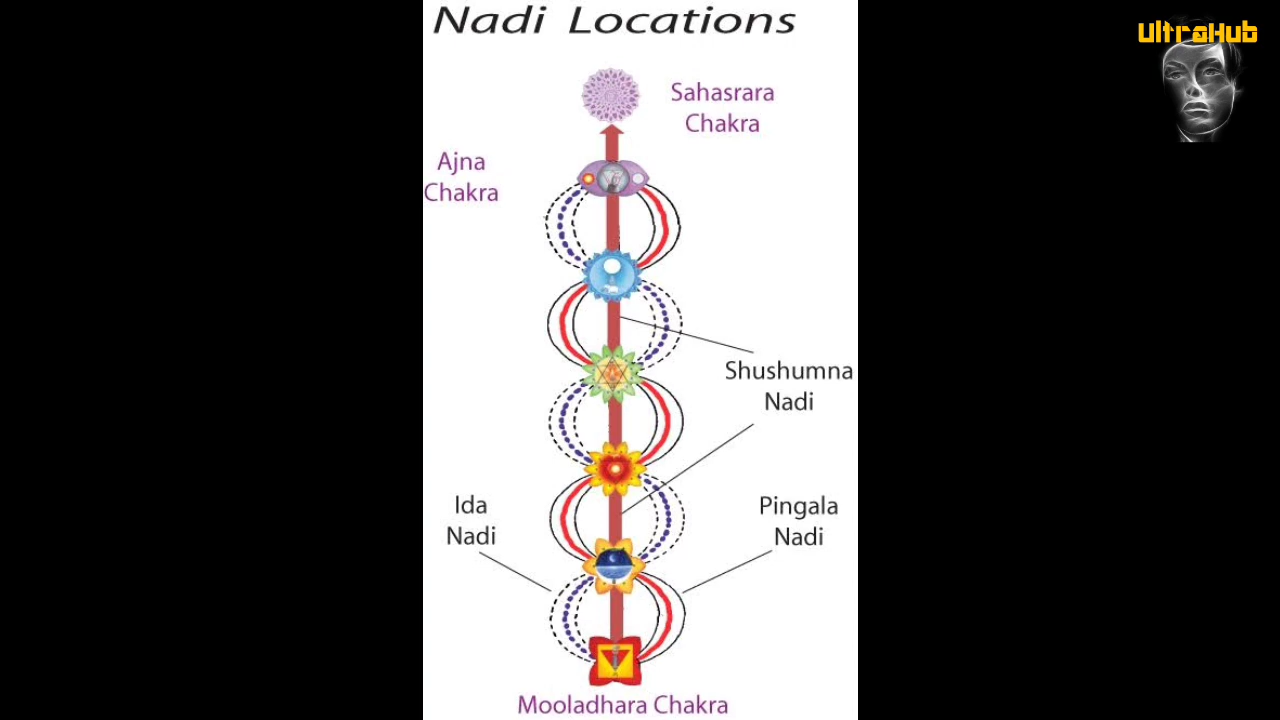 Nadi Locations
UltraHub
Sahasrara
Chakra
Ajna
Chakra
Shushumna
Nadi
Ida
Nadi
Pingala
Nadi
Mooladhara Chakra